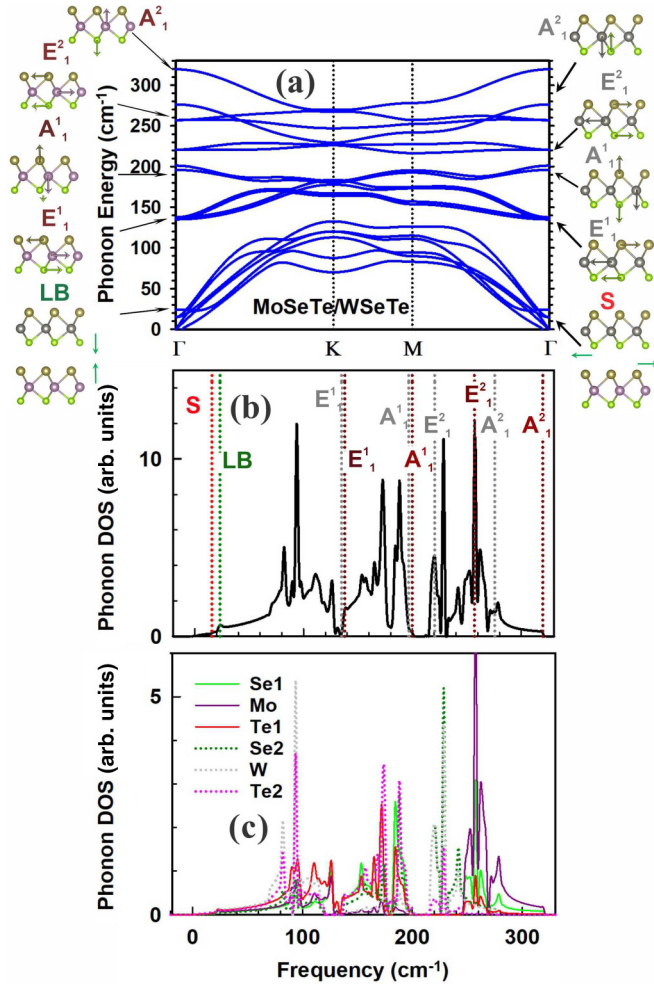 A²₁
E²₁
A¹₁
E¹₁
LB
(a)
Phonon Energy (cm⁻¹)
300
250
200
150
100
50
0
MoSeTe/WSeTe
Γ
K
M
Γ
A²₁
E²₁
A¹₁
E¹₁
S
(b)
Phonon DOS (arb. units)
10
0
S
LB
E¹₁
E¹₁
A¹₁
A¹₁
E²₁
E²₁
A²₁
A²₁
(c)
Phonon DOS (arb. units)
5
0
Se1
Mo
Te1
Se2
W
Te2
0
100
200
300
Frequency (cm⁻¹)